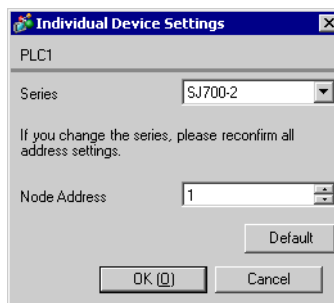 Individual Device Settings
PLC1
Series
SJ700-2
If you change the series, please reconfirm all
address settings.
Node Address
1
Default
OK (O)
Cancel